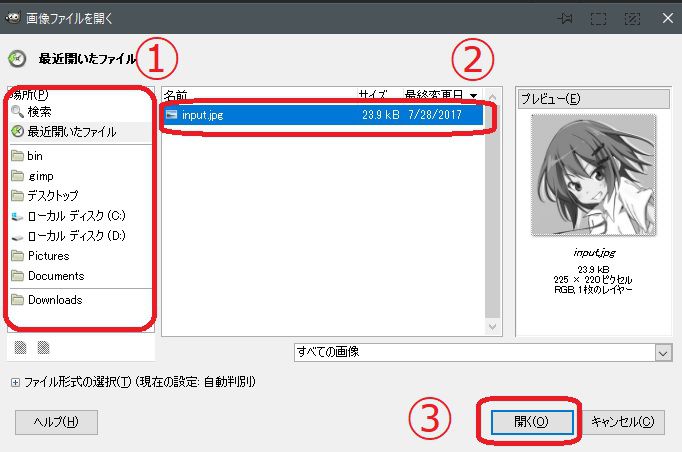 画像ファイルを開く
最近開いたファイル
①
②
場所(P)
検索
最近開いたファイル
bin
gimp
デスクトップ
ローカル ディスク (C:)
ローカル ディスク (D:)
Pictures
Documents
Downloads
名前 サイズ 最終変更日
input.jpg 23.9 kB 7/28/2017
プレビュー(E)
input.jpg
23.9 kB
225 × 220 ピクセル
RGB, 1枚のレイヤー
すべての画像
ファイル形式の選択(T) (現在の設定: 自動判別)
③
ヘルプ(H)
開く(O)
キャンセル(C)